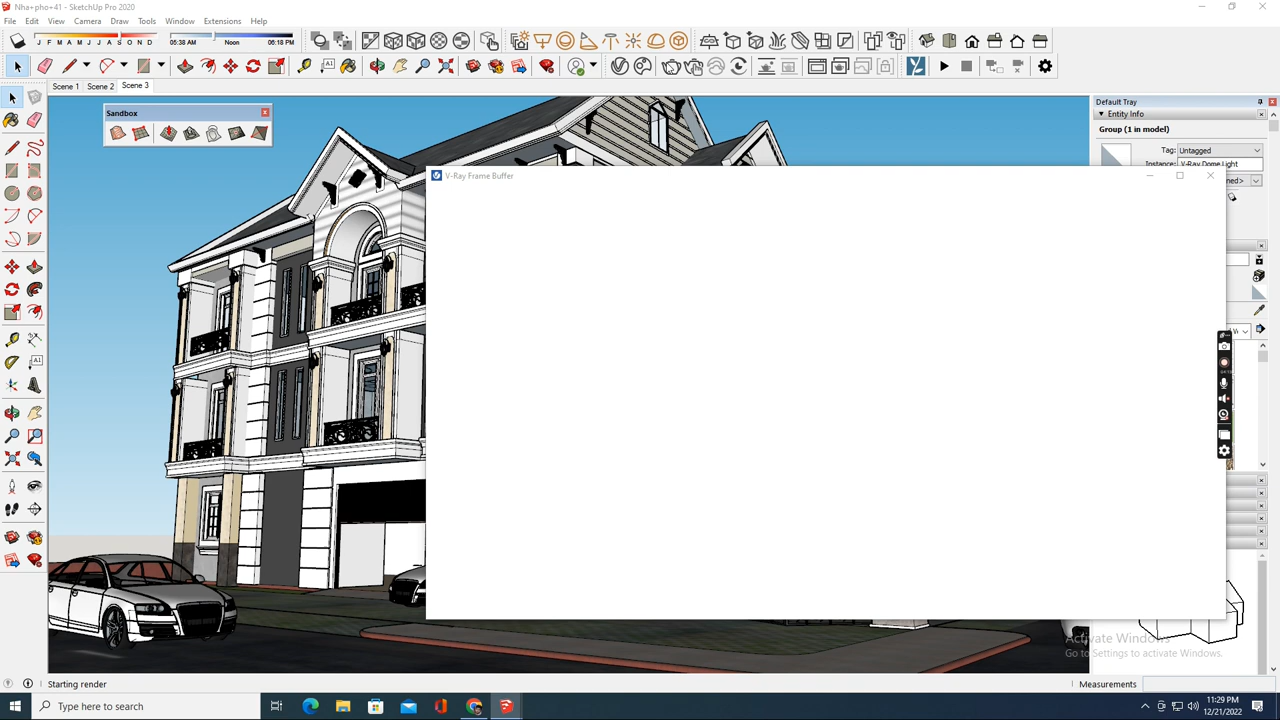 Nha+pho+41 - SketchUp Pro 2020
File Edit View Camera Draw Tools Window Extensions Help
J F M A M J J A S O N D 05:38 AM Noon 06:18 PM
Scene 1 Scene 2 Scene 3
Default Tray
Entity Info
Sandbox
Group (1 in model)
Tag: Untagged
Instance: V-Ray Dome Light
V-Ray Frame Buffer
Activate Windows
Go to Settings to activate Windows.
Starting render
Measurements
Type here to search
11:29 PM
12/21/2022